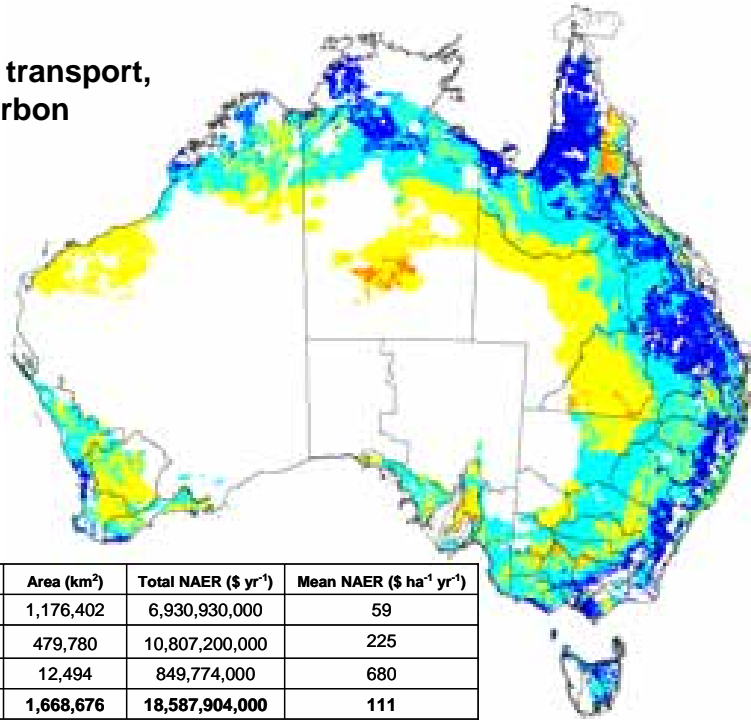 transport,
rbon
Area (km²) Total NAER ($ yr⁻¹) Mean NAER ($ ha⁻¹ yr⁻¹)
1,176,402 6,930,930,000 59
479,780 10,807,200,000 225
12,494 849,774,000 680
1,668,676 18,587,904,000 111